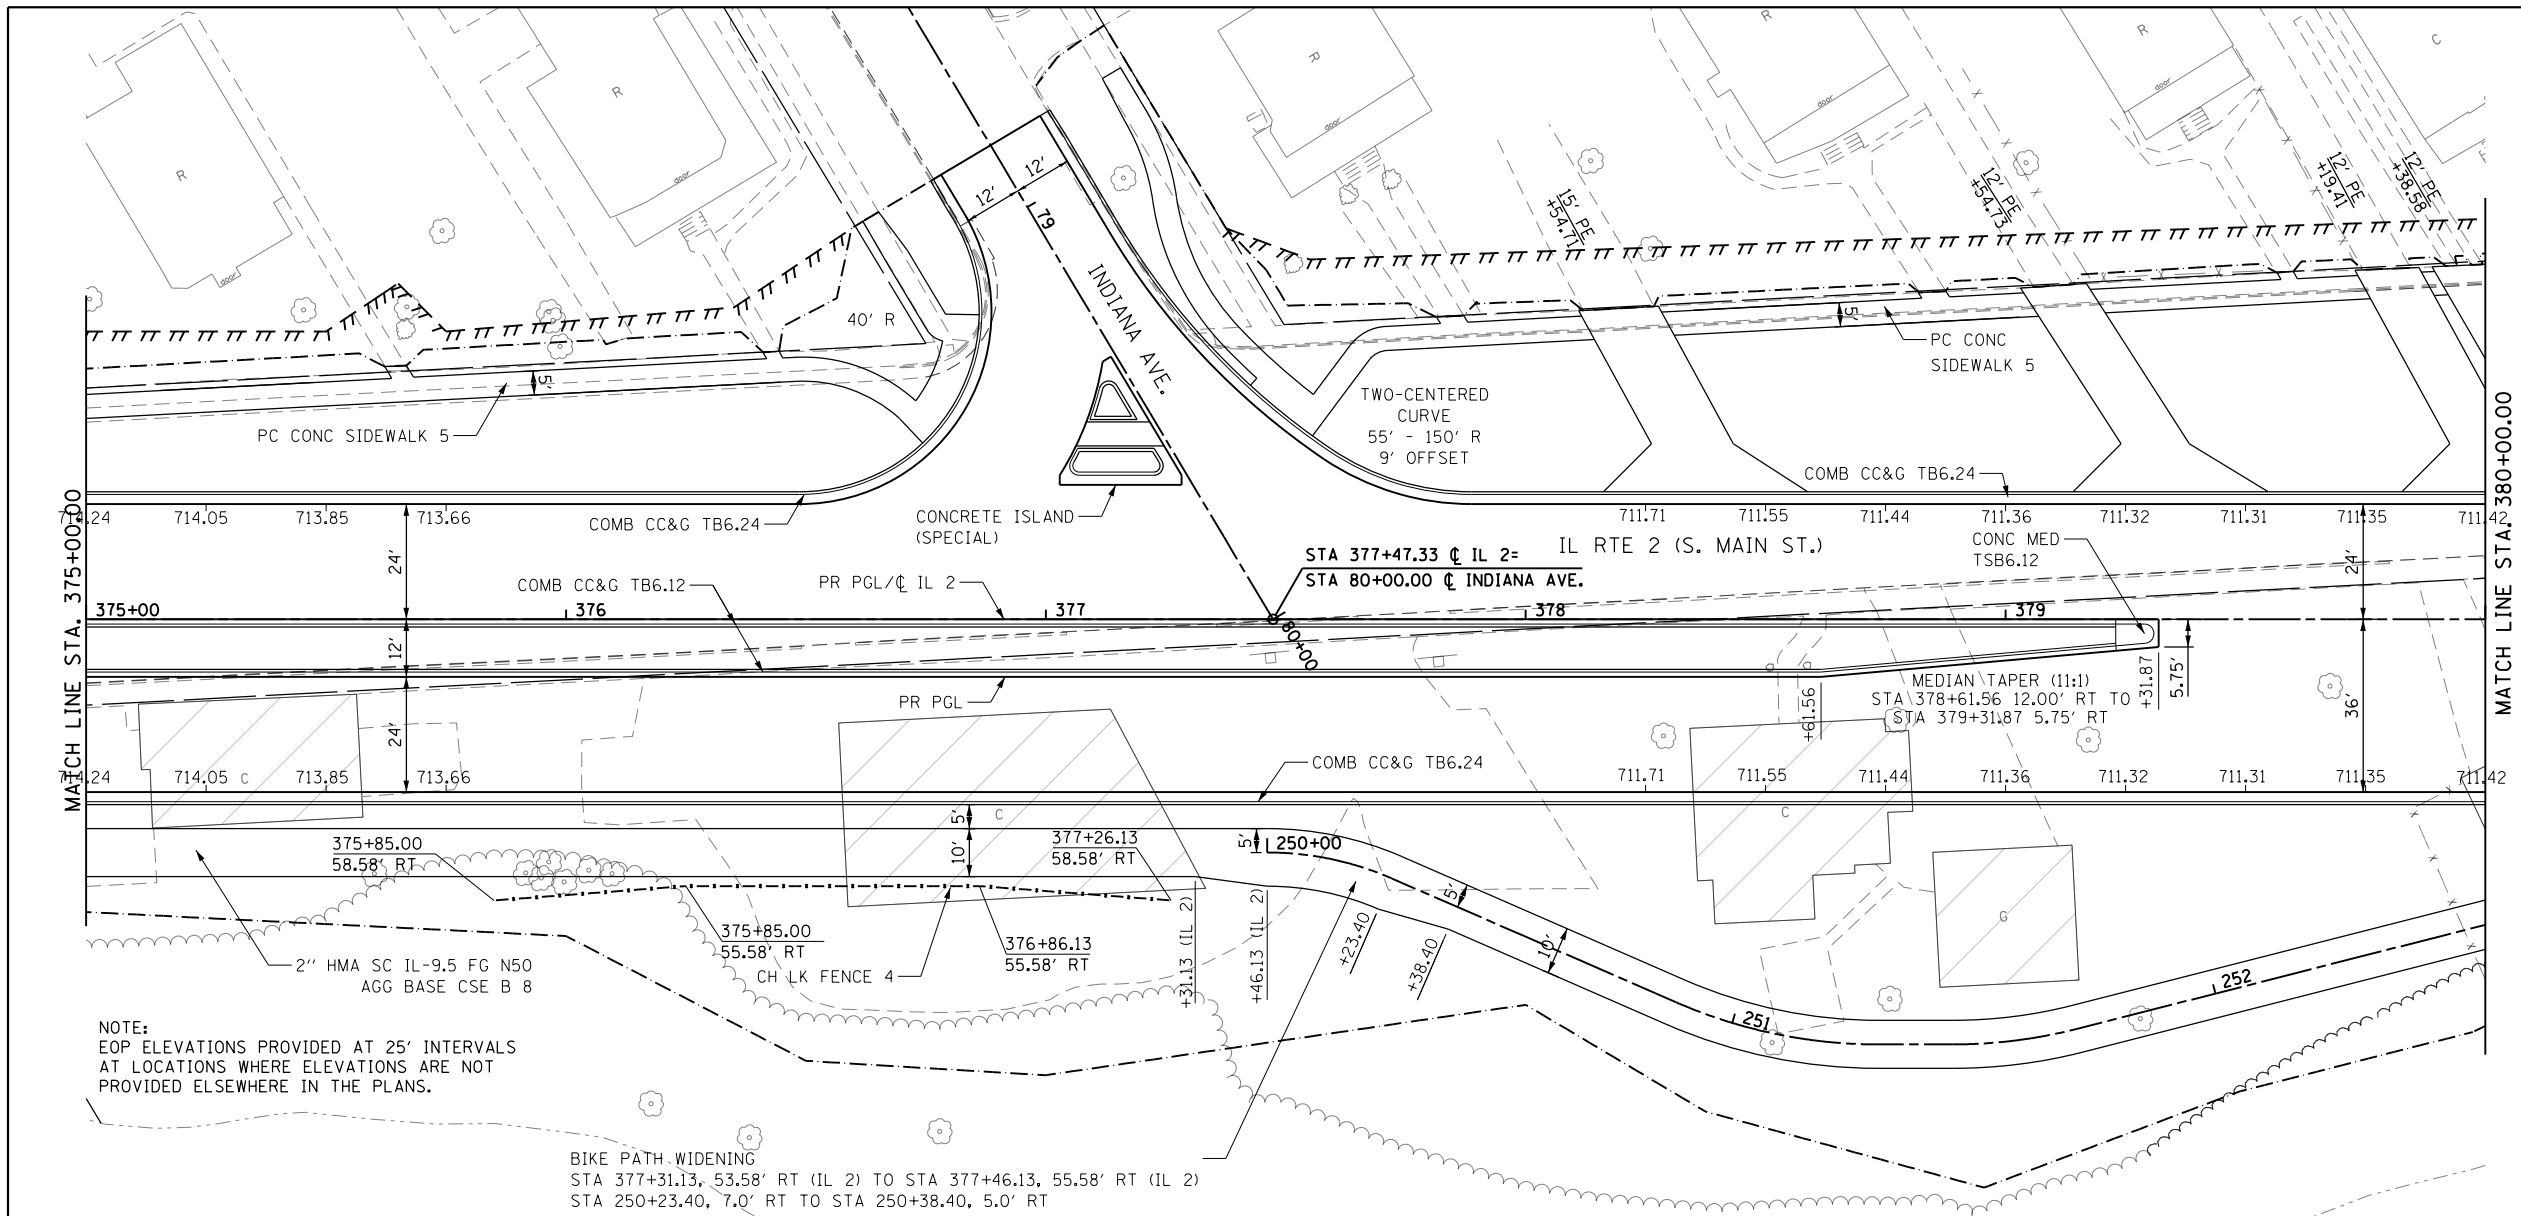 R
R
R
R
R
C
door
door
door
door
door
12'
12'
79
INDIANA AVE.
40' R
15' PE
+54.71
12' PE
+54.73
12' PE
+19.41
12' PE
+38.58
5'
5'
PC CONC
SIDEWALK 5
PC CONC SIDEWALK 5
TWO-CENTERED
CURVE
55' - 150' R
9' OFFSET
COMB CC&G TB6.24
COMB CC&G TB6.24
CONCRETE ISLAND
(SPECIAL)
MATCH LINE STA. 375+00.00
MATCH LINE STA. 380+00.00
714.24 714.05 713.85 713.66
711.71 711.55 711.44 711.36 711.32 711.31 711.35 711.42
24'
24'
STA 377+47.33 ℄ IL 2=
STA 80+00.00 ℄ INDIANA AVE.
IL RTE 2 (S. MAIN ST.)
CONC MED
TSB6.12
COMB CC&G TB6.12
PR PGL/℄ IL 2
375+00 376 377 378 379
80+00
12'
24'
36'
PR PGL
+61.56
MEDIAN TAPER (11:1)
STA 378+61.56 12.00' RT TO
STA 379+31.87 5.75' RT
+31.87
5.75'
714.24 714.05 713.85 713.66
711.71 711.55 711.44 711.36 711.32 711.31 711.35 711.42
C
C
C
G
COMB CC&G TB6.24
5'
10'
5'
250+00
375+85.00
58.58' RT
377+26.13
58.58' RT
375+85.00
55.58' RT
376+86.13
55.58' RT
CH LK FENCE 4
+31.13 (IL 2)
+46.13 (IL 2)
+23.40
+38.40
5'
10'
251
252
2'' HMA SC IL-9.5 FG N50
AGG BASE CSE B 8
NOTE:
EOP ELEVATIONS PROVIDED AT 25' INTERVALS
AT LOCATIONS WHERE ELEVATIONS ARE NOT
PROVIDED ELSEWHERE IN THE PLANS.
BIKE PATH WIDENING
STA 377+31.13, 53.58' RT (IL 2) TO STA 377+46.13, 55.58' RT (IL 2)
STA 250+23.40, 7.0' RT TO STA 250+38.40, 5.0' RT